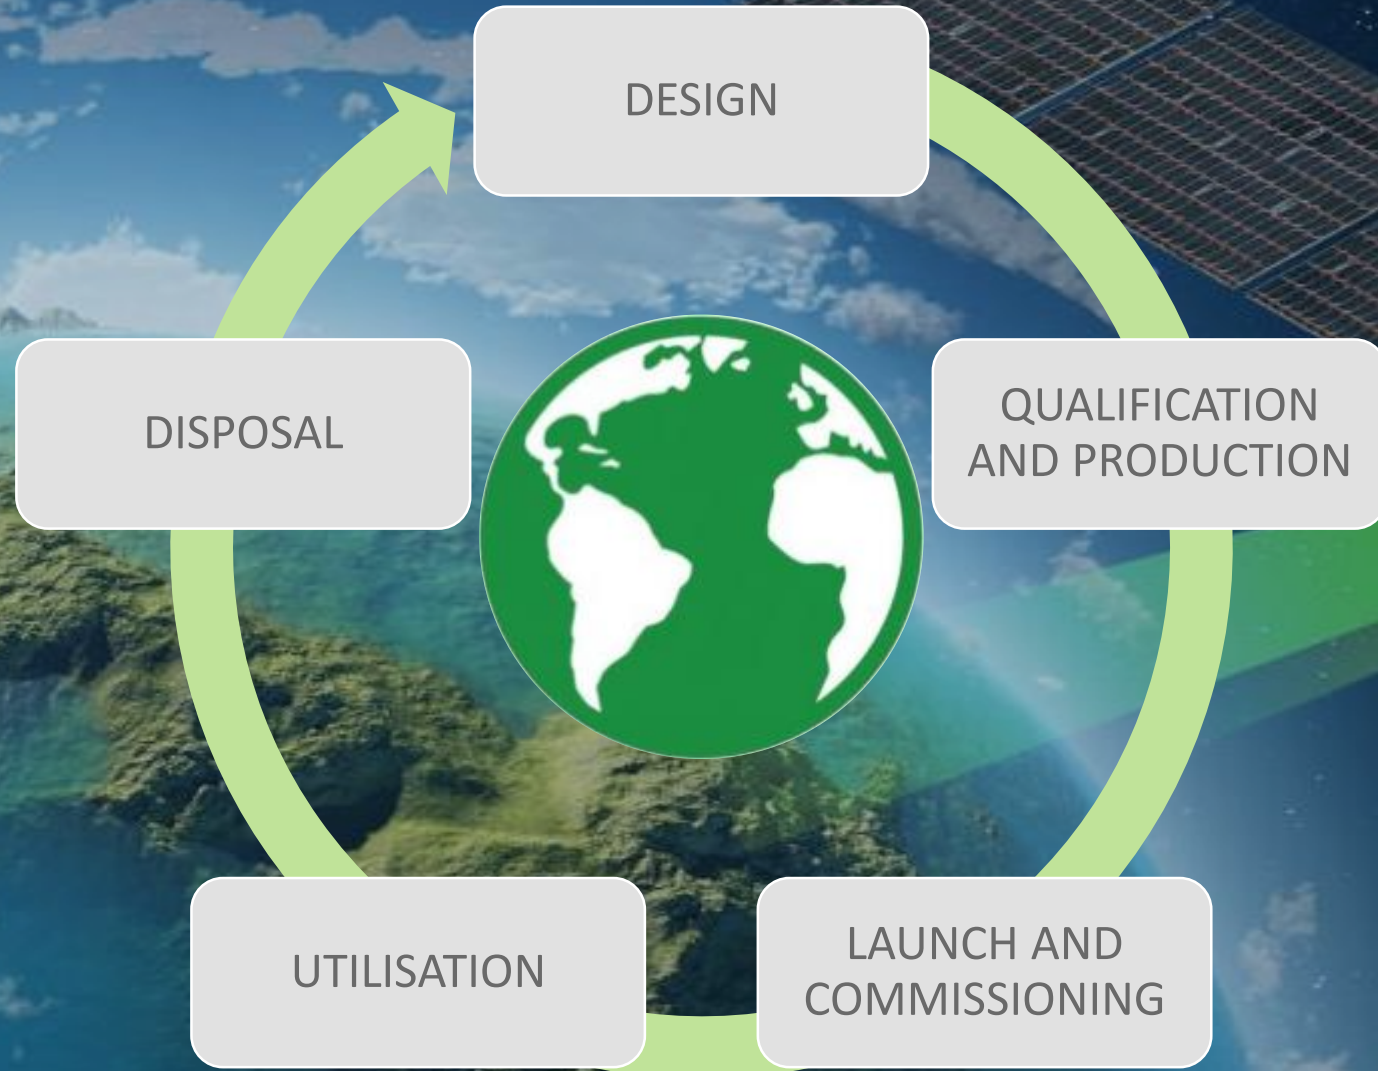 DESIGN
QUALIFICATION
AND PRODUCTION
LAUNCH AND
COMMISSIONING
UTILISATION
DISPOSAL